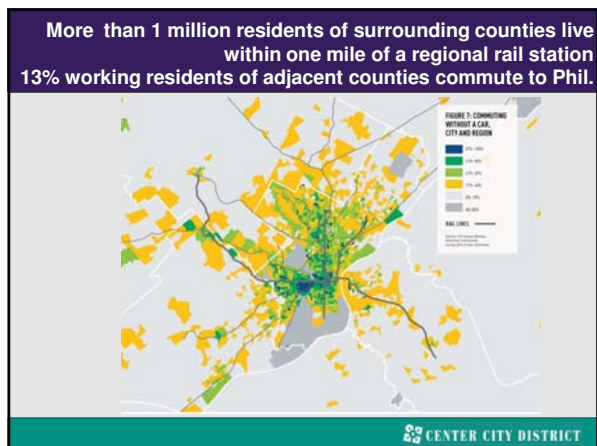 More than 1 million residents of surrounding counties live
within one mile of a regional rail station
13% working residents of adjacent counties commute to Phil.
FIGURE 7: COMMUTING
WITHOUT A CAR,
CITY AND REGION
RAIL LINES
CENTER CITY DISTRICT